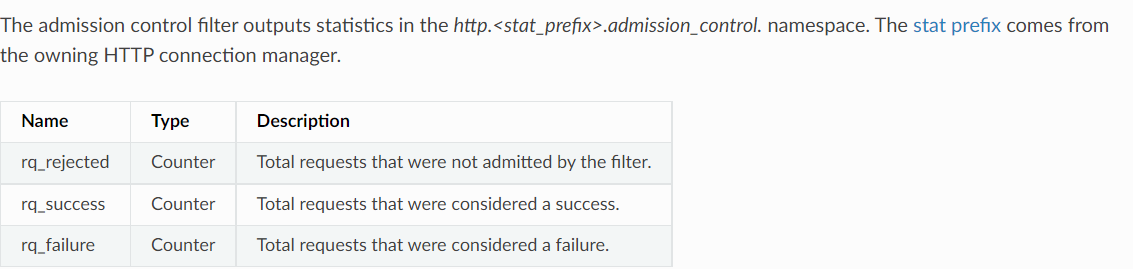 The admission control filter outputs statistics in the http.<stat_prefix>.admission_control. namespace. The stat prefix comes from
the owning HTTP connection manager.
Name Type Description
rq_rejected Counter Total requests that were not admitted by the filter.
rq_success Counter Total requests that were considered a success.
rq_failure Counter Total requests that were considered a failure.